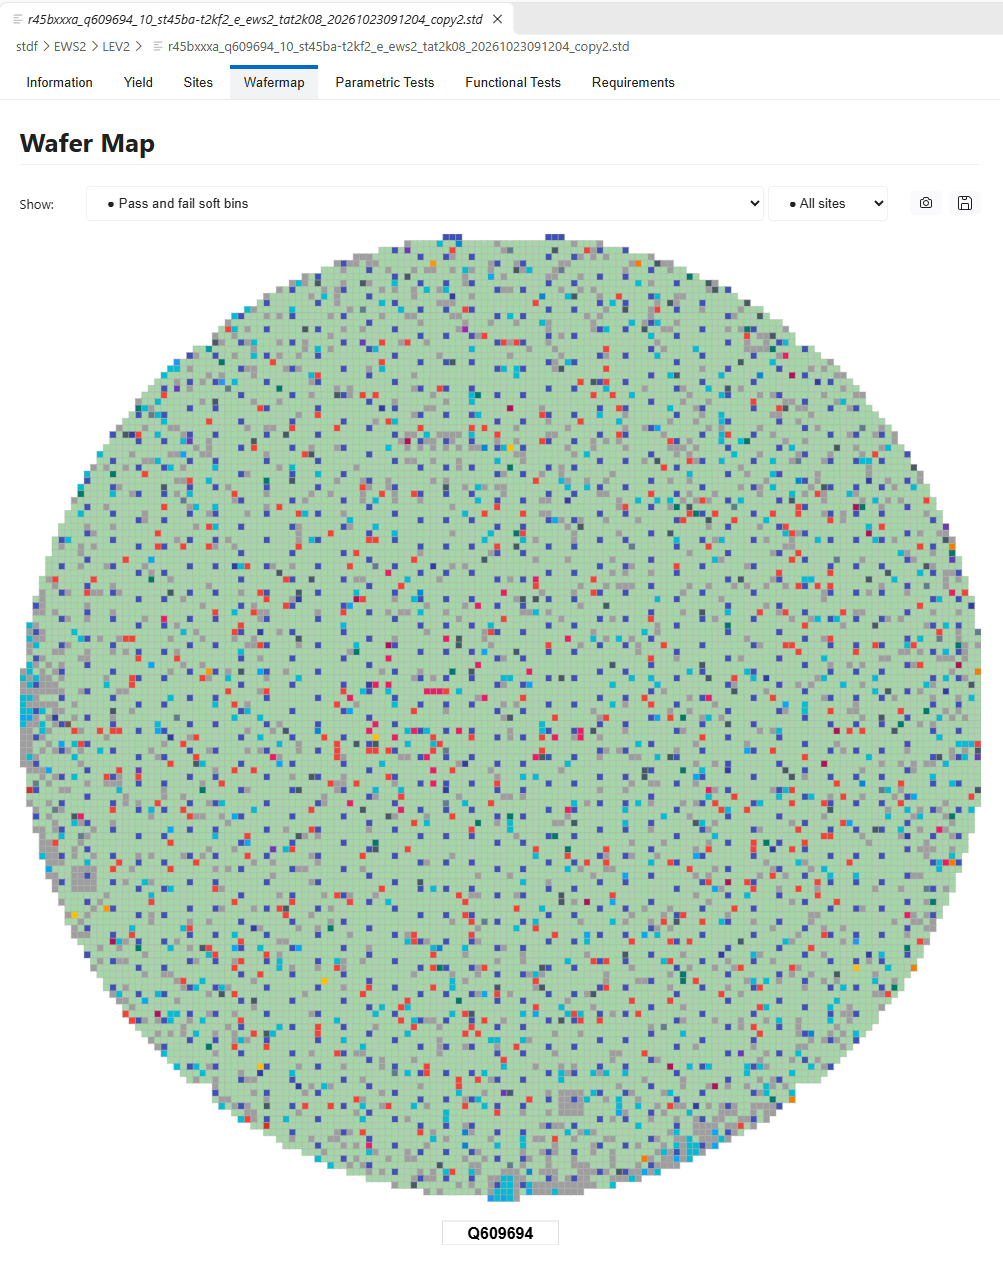 r45bxxxa_q609694_10_st45ba-t2kf2_e_ews2_tat2k08_20261023091204_copy2.std
stdf > EWS2 > LEV2 > r45bxxxa_q609694_10_st45ba-t2kf2_e_ews2_tat2k08_20261023091204_copy2.std
Information Yield Sites Wafermap Parametric Tests Functional Tests Requirements
Wafer Map
Show: ● Pass and fail soft bins ● All sites
Q609694